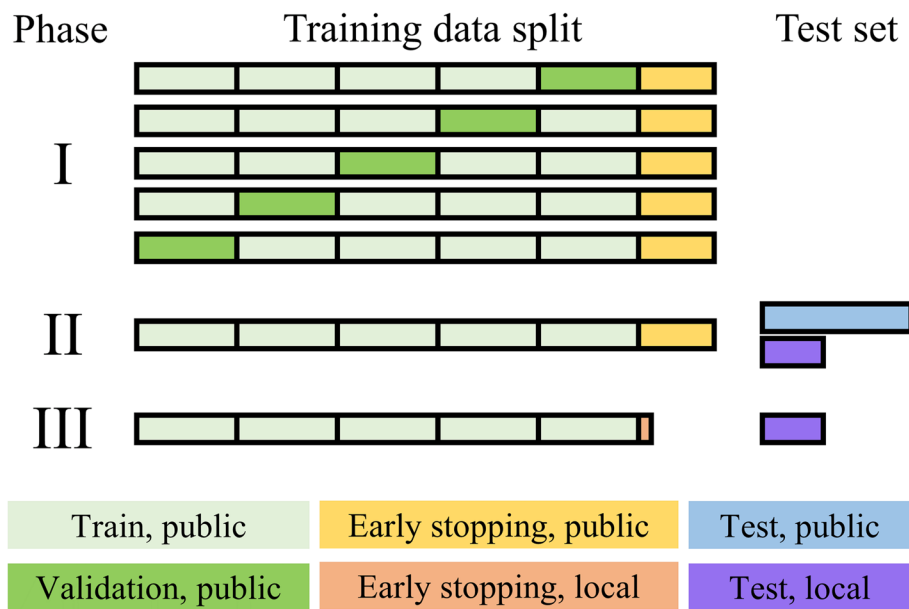 Phase Training data split Test set
I
II
III
Train, public Early stopping, public Test, public
Validation, public Early stopping, local Test, local